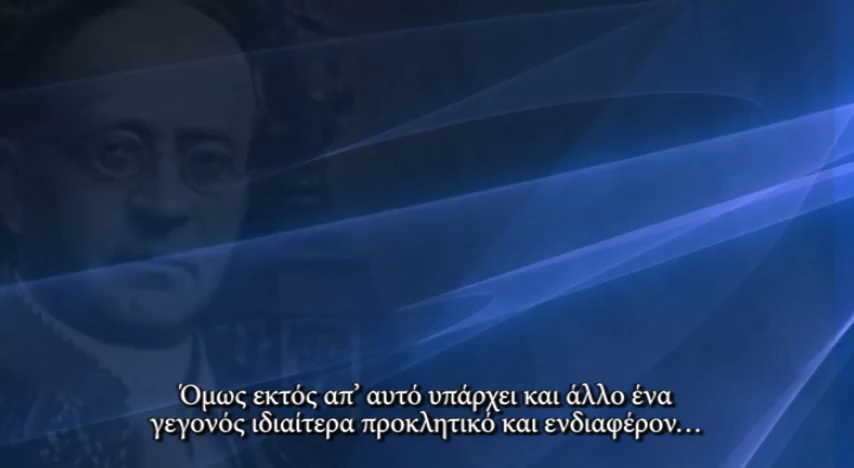 Όμως εκτός απ’ αυτό υπάρχει και άλλο ένα
γεγονός ιδιαίτερα προκλητικό και ενδιαφέρον...